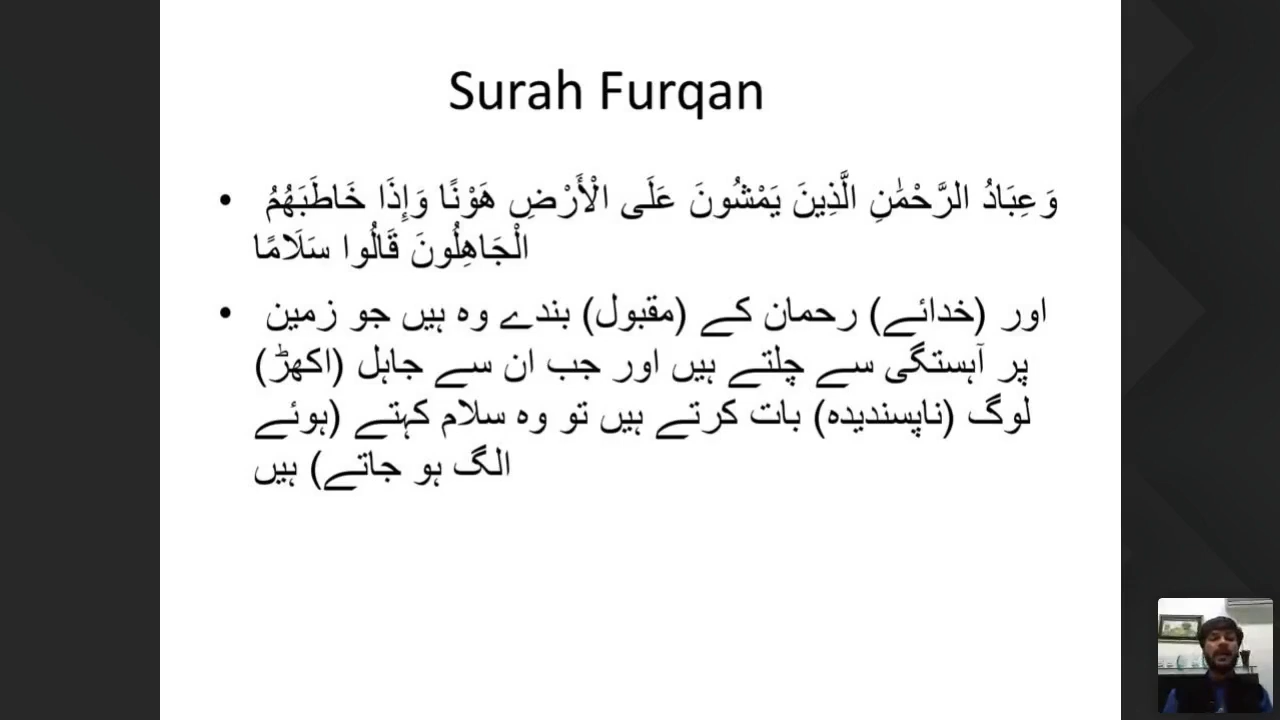 Surah Furqan
• وَعِبَادُ الرَّحْمَٰنِ الَّذِينَ يَمْشُونَ عَلَى الْأَرْضِ هَوْنًا وَإِذَا خَاطَبَهُمُ
الْجَاهِلُونَ قَالُوا سَلَامًا
• اور (خدائے) رحمان کے (مقبول) بندے وہ ہیں جو زمین
پر آہستگی سے چلتے ہیں اور جب ان سے جاہل (اکھڑ)
لوگ (ناپسندیدہ) بات کرتے ہیں تو وہ سلام کہتے (ہوئے
الگ ہو جاتے) ہیں